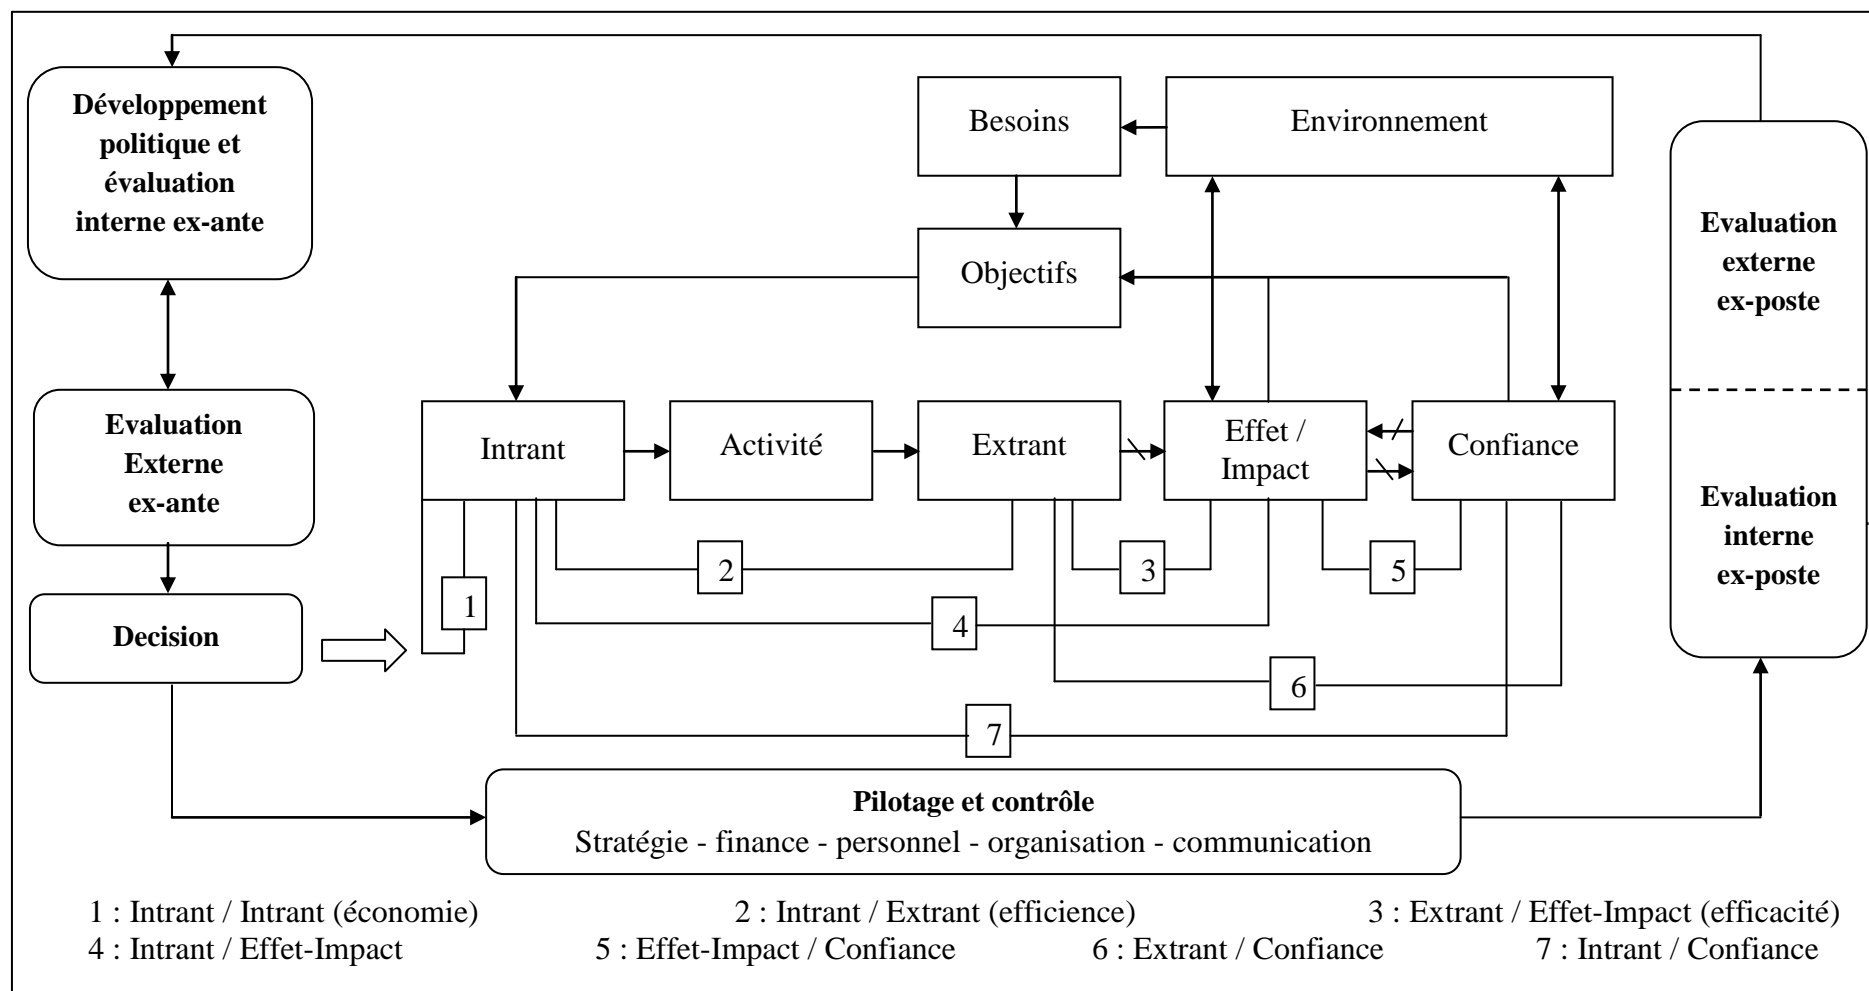 Développement
politique et
évaluation
interne ex-ante
Besoins
Environnement
Objectifs
Evaluation
externe
ex-poste
Evaluation
Externe
ex-ante
Intrant
Activité
Extrant
Effet /
Impact
Confiance
Evaluation
interne
ex-poste
1
2
3
5
4
6
7
Décision
Pilotage et contrôle
Stratégie - finance - personnel - organisation - communication
1 : Intrant / Intrant (économie) 2 : Intrant / Extrant (efficience) 3 : Extrant / Effet-Impact (efficacité)
4 : Intrant / Effet-Impact 5 : Effet-Impact / Confiance 6 : Extrant / Confiance 7 : Intrant / Confiance